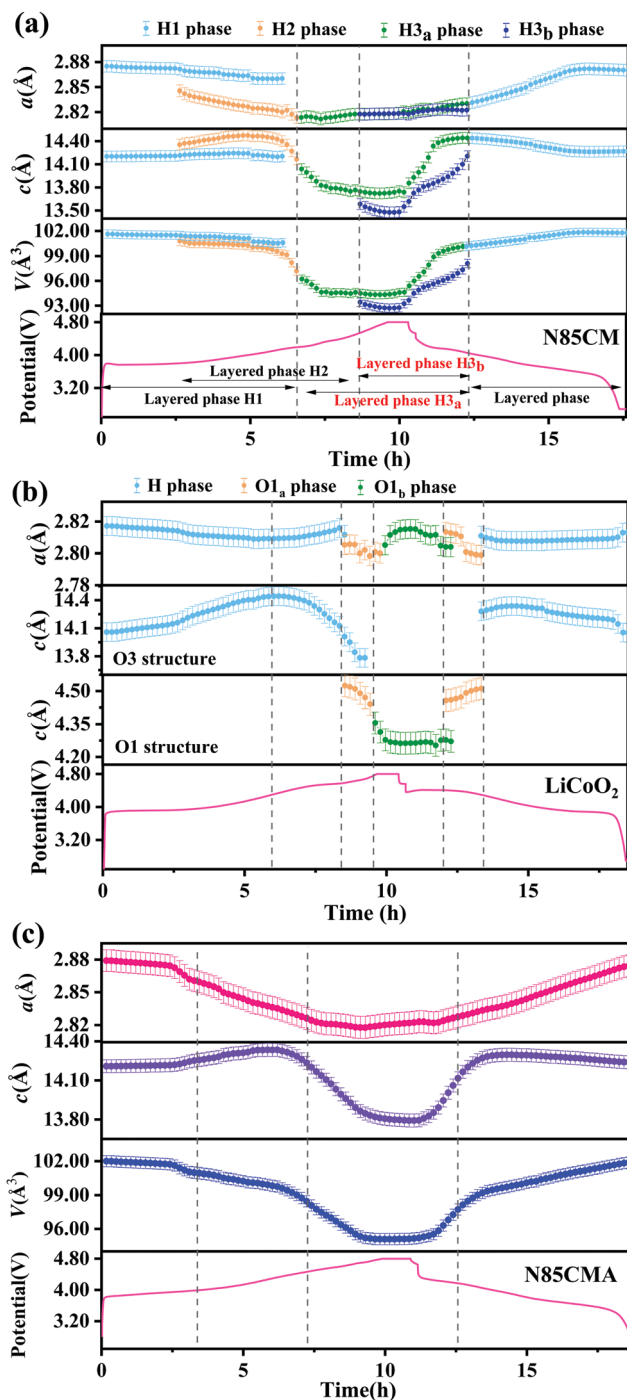 (a)
H1 phase H2 phase H3a phase H3b phase
a(Å)
2.88
2.85
2.82
c(Å)
14.40
14.10
13.80
13.50
V(Å³)
102.00
99.00
96.00
93.00
Potential(V)
4.80
4.00
3.20
N85CM
Layered phase H3b
Layered phase H2
Layered phase H1
Layered phase H3a
Layered phase
0 5 10 15
Time (h)
(b)
H phase O1a phase O1b phase
a(Å)
2.82
2.80
2.78
c(Å)
14.4
14.1
13.8
O3 structure
c(Å)
4.50
4.35
4.20
O1 structure
Potential(V)
4.80
4.00
3.20
LiCoO2
0 5 10 15
Time (h)
(c)
a(Å)
2.88
2.85
2.82
c(Å)
14.40
14.10
13.80
V(Å³)
102.00
99.00
96.00
Potential(V)
4.80
4.00
3.20
N85CMA
0 5 10 15
Time(h)